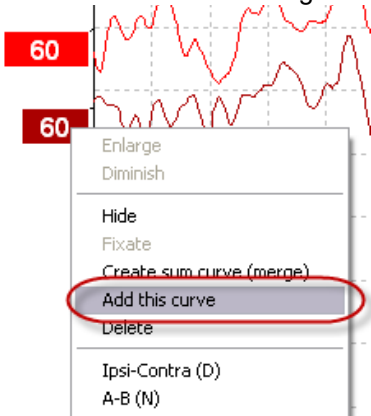 60
60
Enlarge
Diminish
Hide
Fixate
Create sum curve (merge)
Add this curve
Delete
Ipsi-Contra (D)
A-B (N)